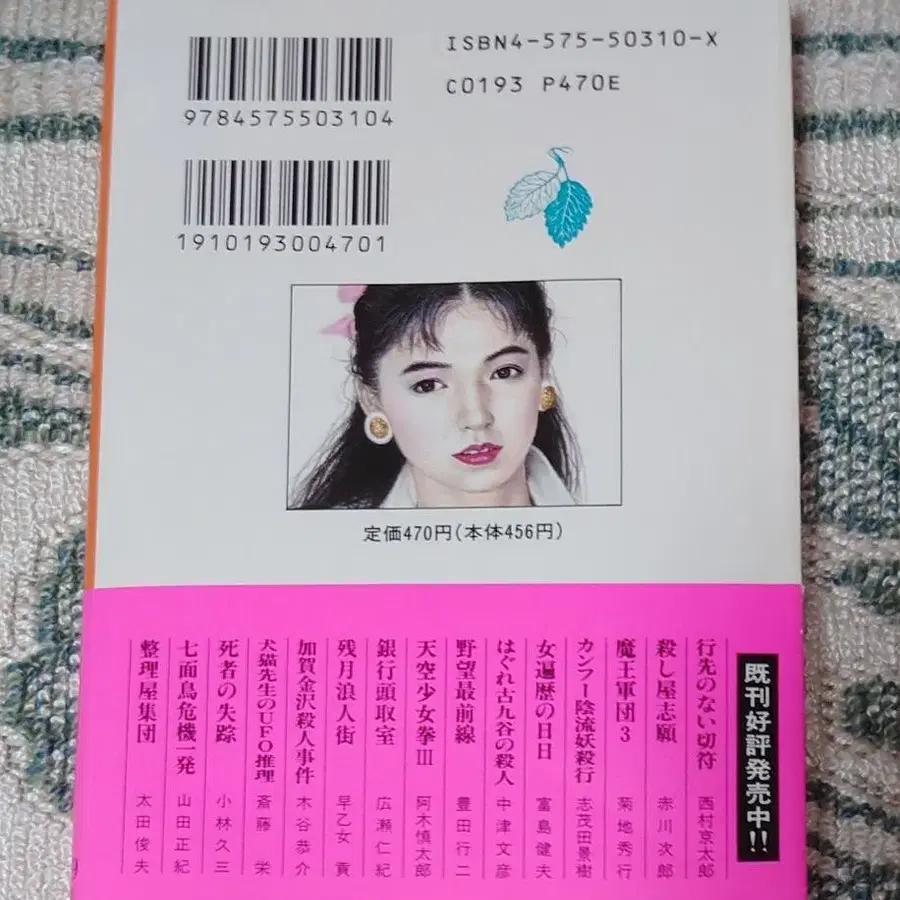 ISBN4-575-50310-X
C0193 P470E
9784575503104
1910193004701
定価470円(本体456円)
既刊好評発売中!!
行先のない切符 西村京太郎
殺し屋志願 赤川次郎
魔王軍団3 菊地秀行
カンフー陰流妖殺行 志茂田景樹
女遍歴の日日 富島健夫
はぐれ古九谷の殺人 中津文彦
野望最前線 豊田行二
天空少女拳III 阿木慎太郎
銀行頭取室 広瀬仁紀
残月浪人街 早乙女貢
加賀金沢殺人事件 木谷恭介
犬猫先生のUFO推理 斎藤栄
死者の失踪 小林久三
七面鳥危機一発 山田正紀
整理屋集団 太田俊夫